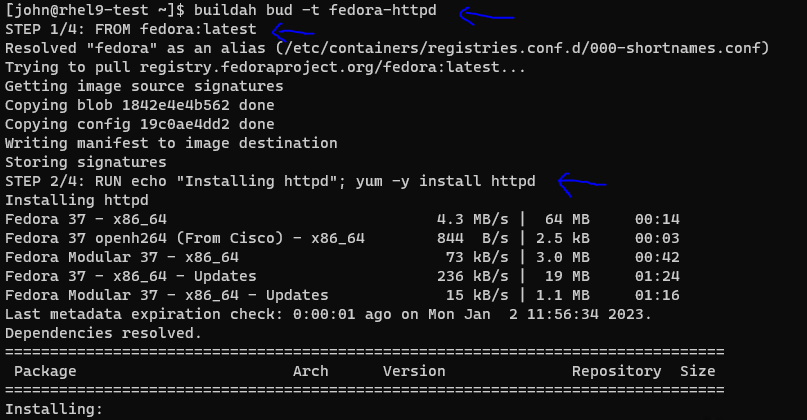 [john@rhel9-test ~]$ buildah bud -t fedora-httpd
STEP 1/4: FROM fedora:latest
Resolved "fedora" as an alias (/etc/containers/registries.conf.d/000-shortnames.conf)
Trying to pull registry.fedoraproject.org/fedora:latest...
Getting image source signatures
Copying blob 1842e4e4b562 done
Copying config 19c0ae4dd2 done
Writing manifest to image destination
Storing signatures
STEP 2/4: RUN echo "Installing httpd"; yum -y install httpd
Installing httpd
Fedora 37 - x86_64                              4.3 MB/s |  64 MB     00:14
Fedora 37 openh264 (From Cisco) - x86_64        844  B/s | 2.5 kB     00:03
Fedora Modular 37 - x86_64                       73 kB/s | 3.0 MB     00:42
Fedora 37 - x86_64 - Updates                    236 kB/s |  19 MB     01:24
Fedora Modular 37 - x86_64 - Updates             15 kB/s | 1.1 MB     01:16
Last metadata expiration check: 0:00:01 ago on Mon Jan  2 11:56:34 2023.
Dependencies resolved.
================================================================================
 Package                Arch      Version              Repository  Size
================================================================================
Installing: